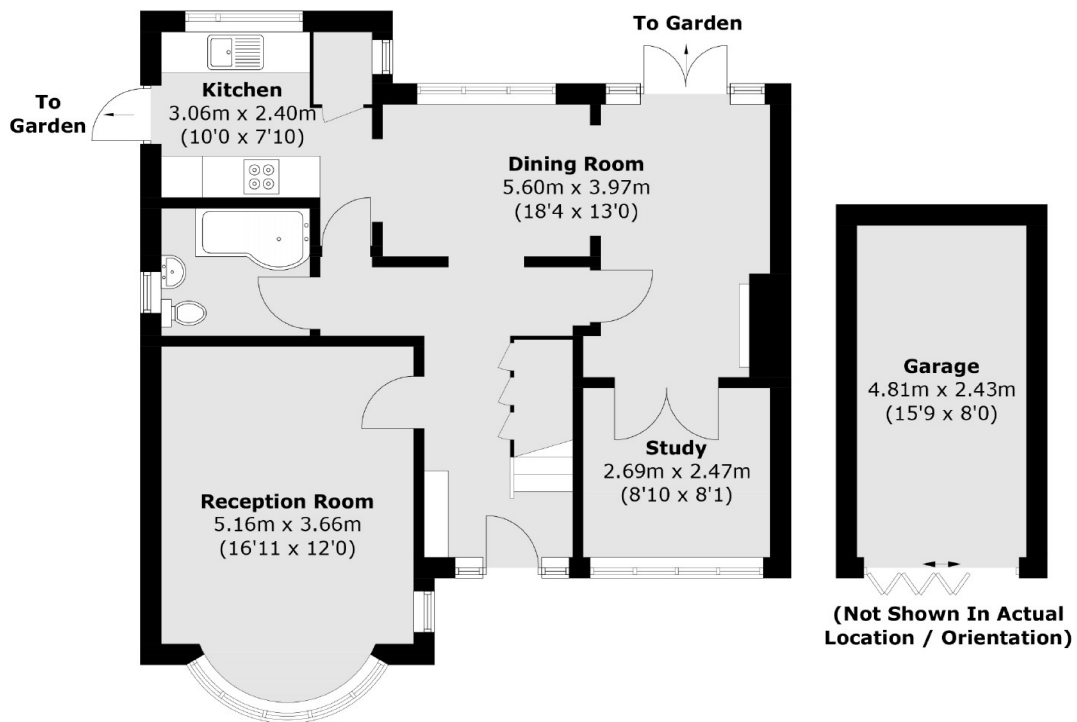 To Garden
To
Garden
Kitchen
3.06m x 2.40m
(10'0 x 7'10)
Dining Room
5.60m x 3.97m
(18'4 x 13'0)
Garage
4.81m x 2.43m
(15'9 x 8'0)
Study
2.69m x 2.47m
(8'10 x 8'1)
Reception Room
5.16m x 3.66m
(16'11 x 12'0)
(Not Shown In Actual
Location / Orientation)